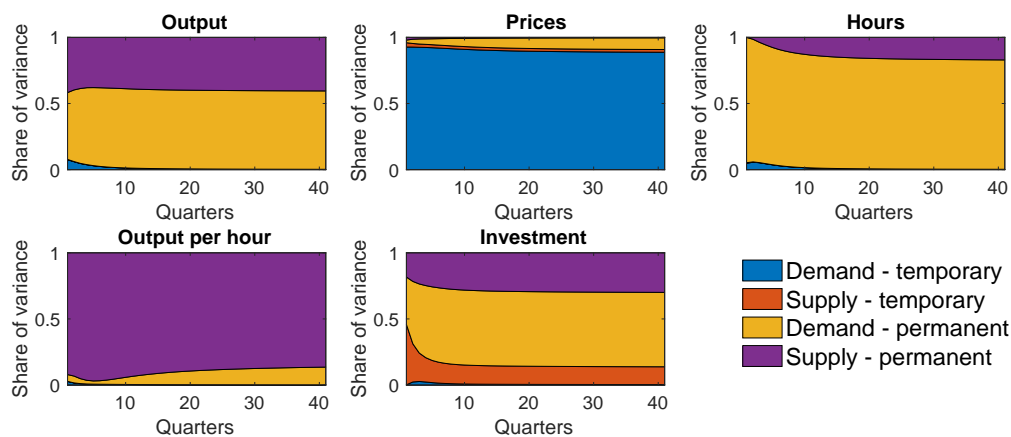 Output
Share of variance
1
0.5
0
10 20 30 40
Quarters
Prices
Share of variance
1
0.5
0
10 20 30 40
Quarters
Hours
Share of variance
1
0.5
0
10 20 30 40
Quarters
Output per hour
Share of variance
1
0.5
0
10 20 30 40
Quarters
Investment
Share of variance
1
0.5
0
10 20 30 40
Quarters
Demand - temporary
Supply - temporary
Demand - permanent
Supply - permanent